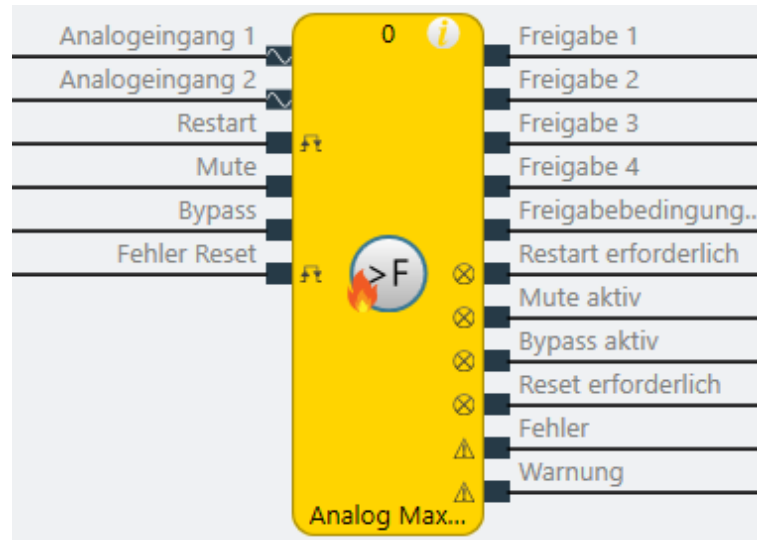 Analogeingang 1
Analogeingang 2
Restart
Mute
Bypass
Fehler Reset
0
i
>F
Analog Max...
Freigabe 1
Freigabe 2
Freigabe 3
Freigabe 4
Freigabebedingung..
Restart erforderlich
Mute aktiv
Bypass aktiv
Reset erforderlich
Fehler
Warnung